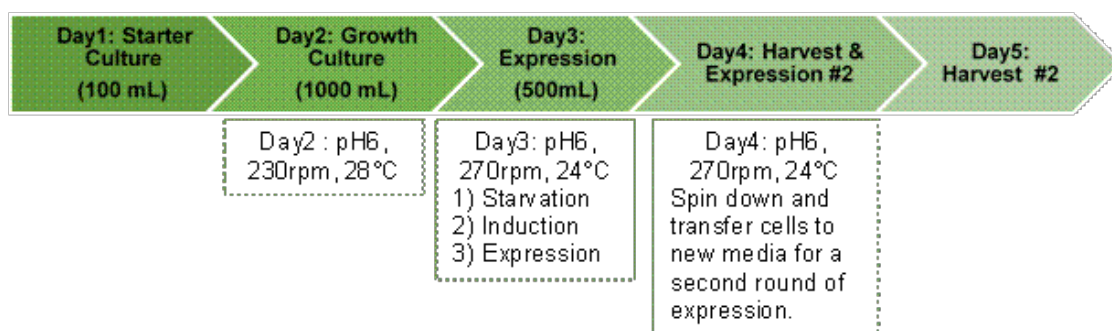 Day1: Starter
Culture
(100 mL)
Day2: Growth
Culture
(1000 mL)
Day3:
Expression
(500mL)
Day4: Harvest &
Expression #2
Day5:
Harvest #2
Day2 : pH6,
230rpm, 28°C
Day3: pH6,
270rpm, 24°C
1) Starvation
2) Induction
3) Expression
Day4: pH6,
270rpm, 24°C
Spin down and
transfer cells to
new media for a
second round of
expression.